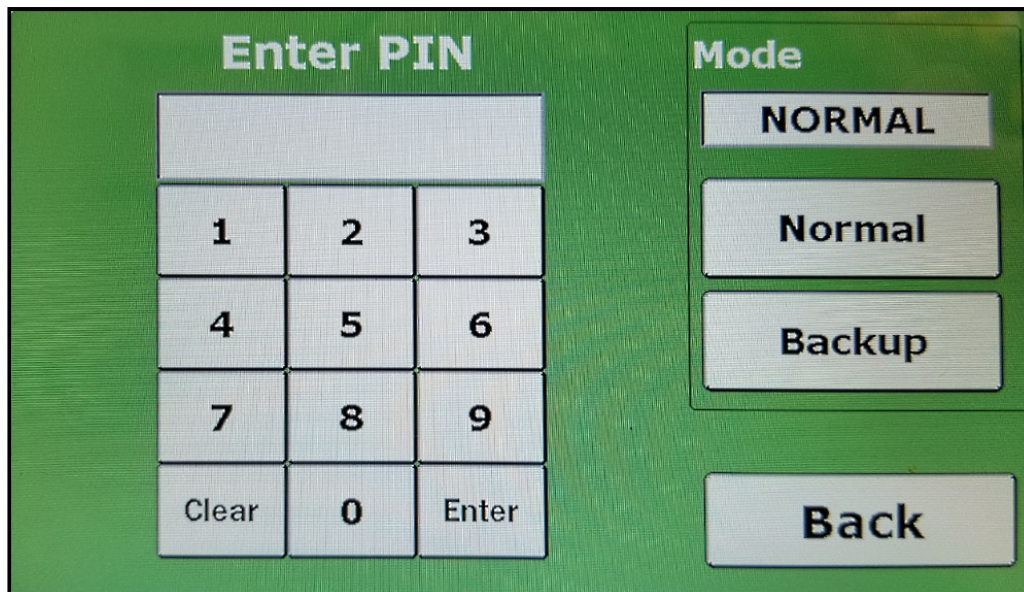 Enter PIN
1 2 3
4 5 6
7 8 9
Clear 0 Enter
Mode
NORMAL
Normal
Backup
Back